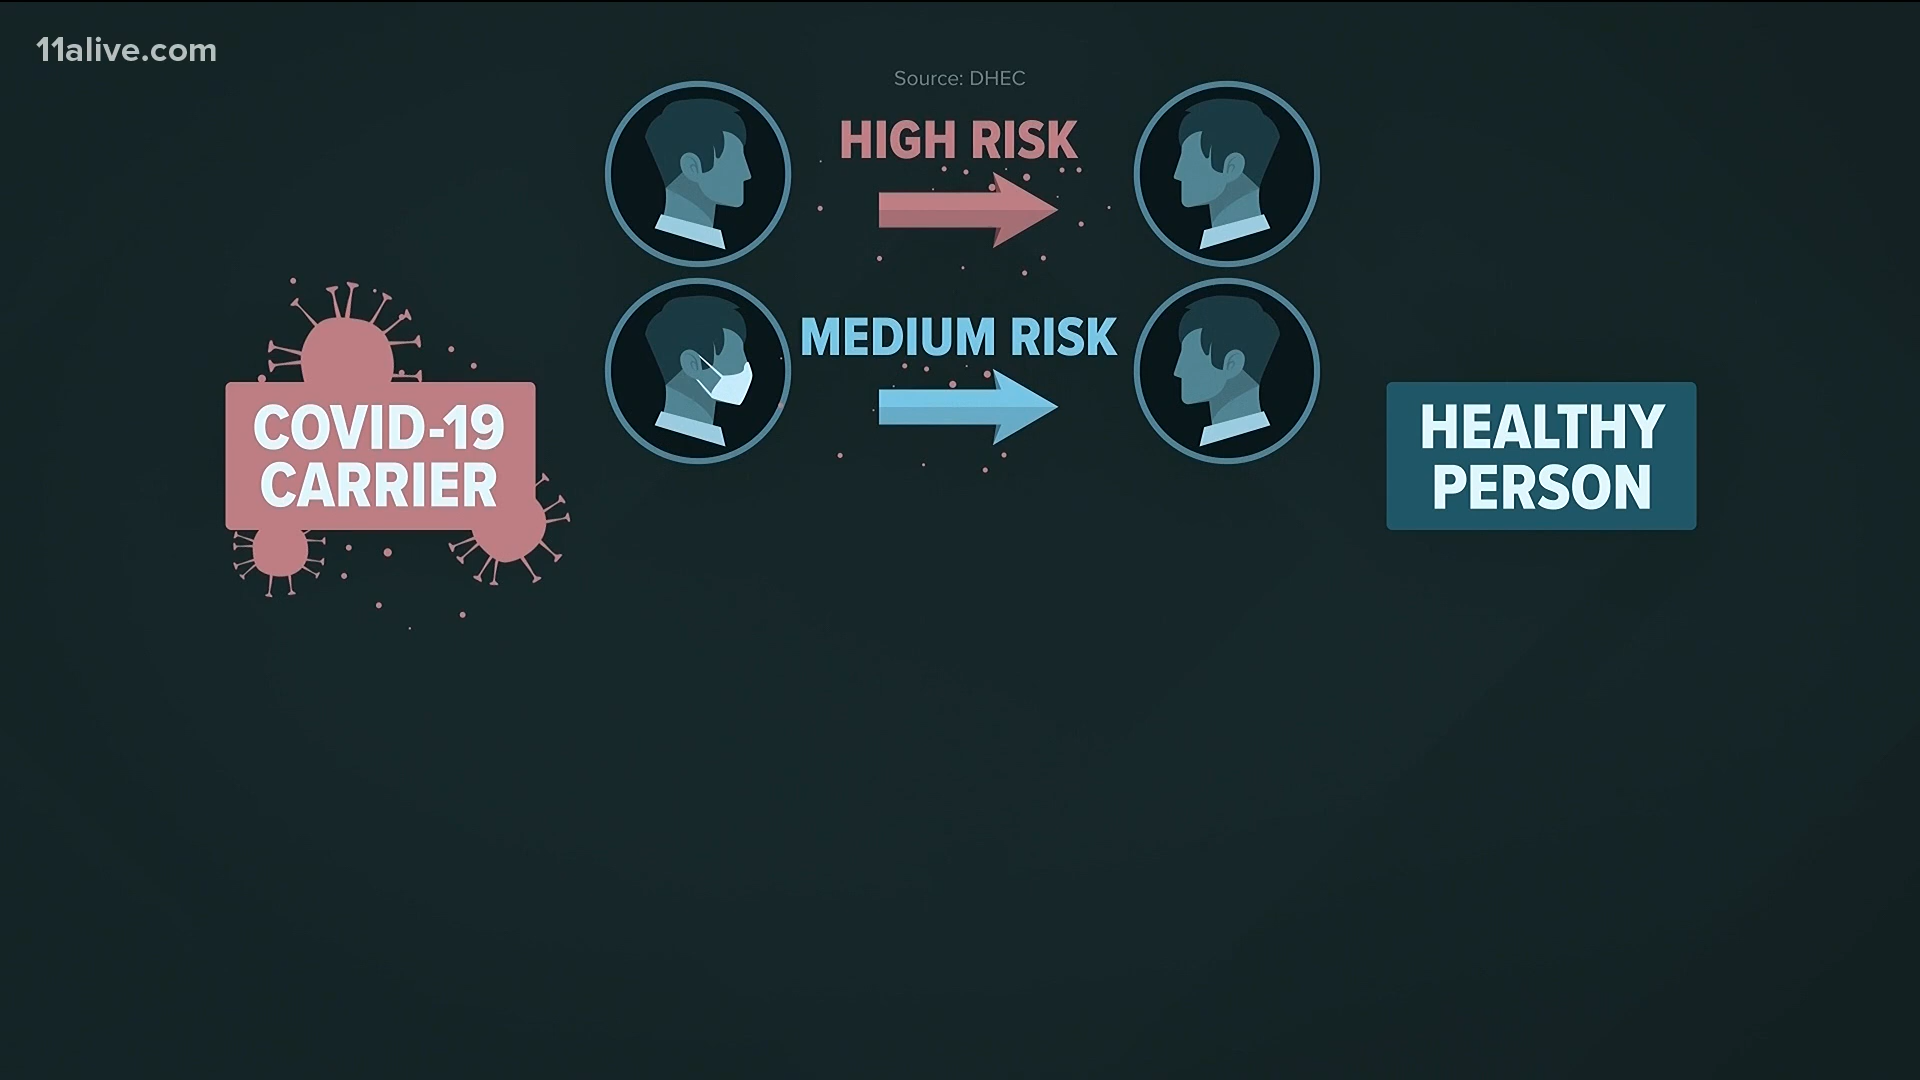 11alive.com
Source: DHEC
HIGH RISK
MEDIUM RISK
COVID-19
CARRIER
HEALTHY
PERSON